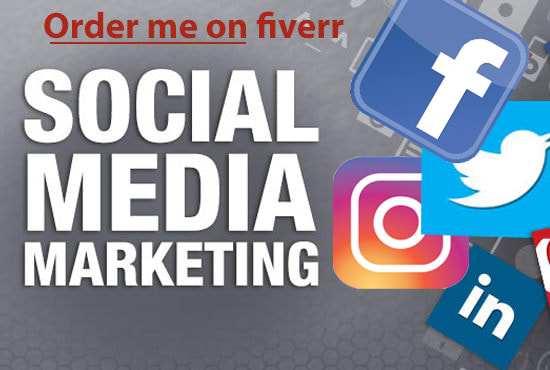 Order me on fiverr
SOCIAL
MEDIA
MARKETING
f
in